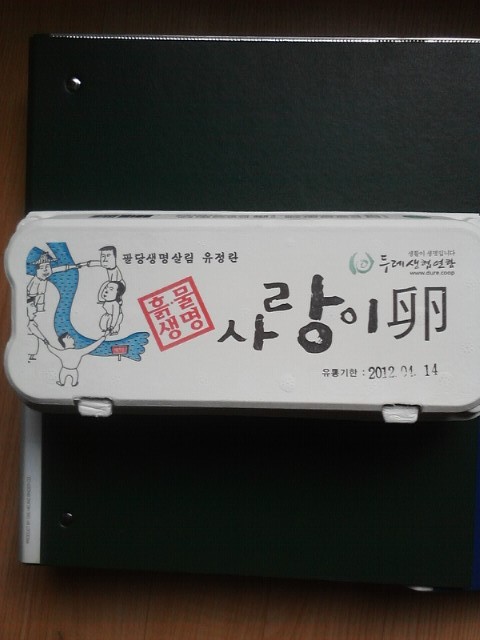 팔당생명살림 유정란
생협이 생명입니다
두레생협연합
www.dure.coop
흙·물
생명
사랑이 卵
유통기한 : 2012. 01. 14